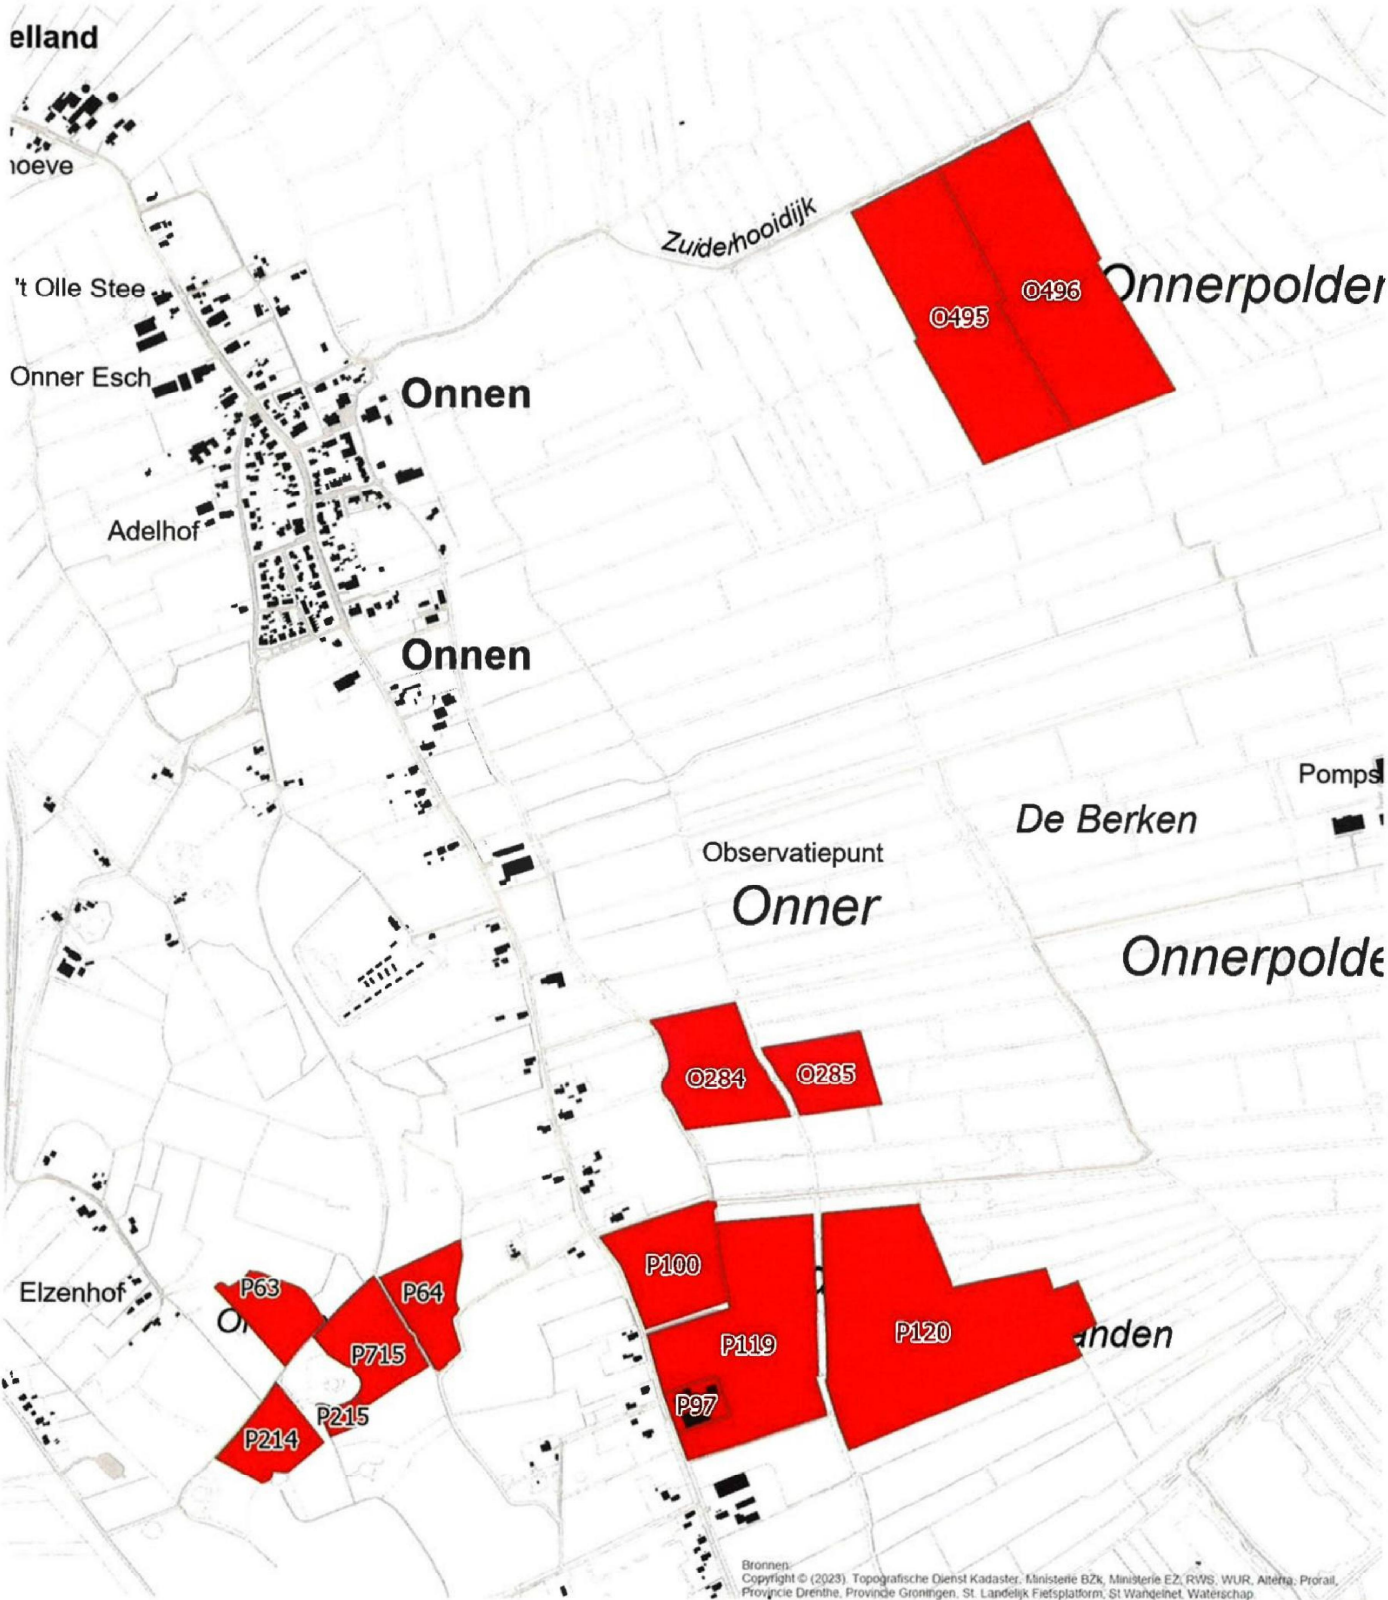 elland
hoeve
Zuiderhooidijk
't Olle Stee
O496
Onnerpolder
O495
Onner Esch
Onnen
Adelhof
Onnen
Pomps
De Berken
Observatiepunt
Onner
Onnerpolde
O284
O285
P100
P63
P64
Elzenhof
P119
P120
anden
P715
P97
P215
P214
Bronnen:
Copyright © (2023). Topografische Dienst Kadaster, Ministerie BZk, Ministerie EZ, RWS, WUR, Alterra, Prorail,
Provincie Drenthe, Provincie Groningen, St. Landelijk Fietsplatform, St Wandelnet, Waterschap